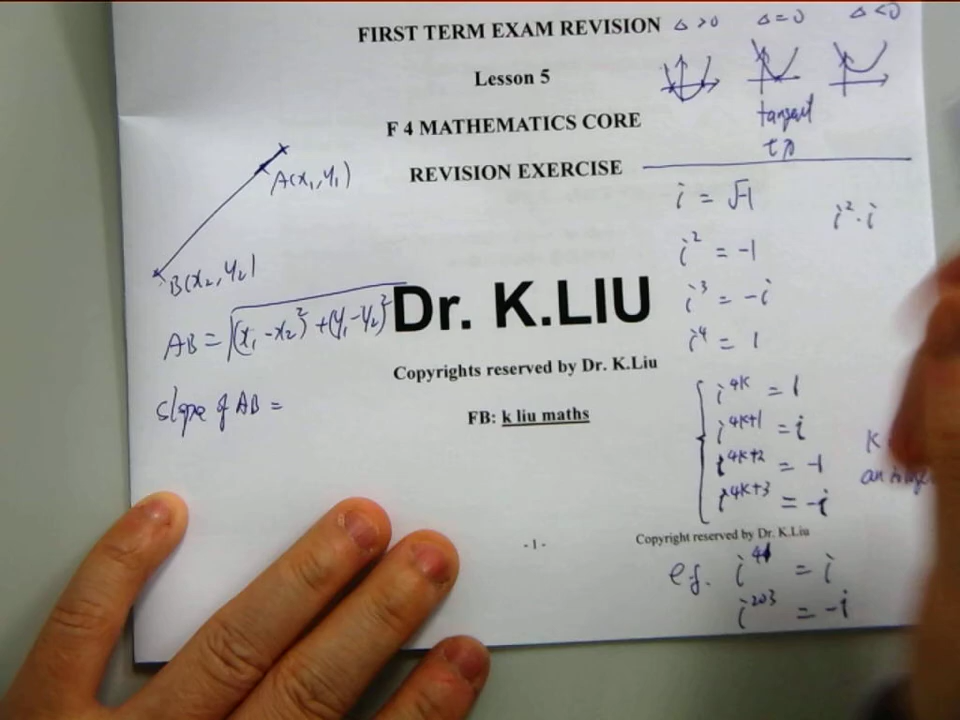 FIRST TERM EXAM REVISION
Δ>0 Δ=0 Δ<0
Lesson 5
F 4 MATHEMATICS CORE
tangent
REVISION EXERCISE
A(x₁, y₁)
i = √-1
i²·i
B(x₂, y₂)
i² = -1
Dr. K.LIU
i³ = -i
AB = √(x₁-x₂)²+(y₁-y₂)²
i⁴ = 1
Copyrights reserved by Dr. K.Liu
Slope of AB =
FB: k liu maths
i^4K = 1
i^4K+1 = i
i^4K+2 = -1
K
i^4K+3 = -i
an
- 1 -
Copyright reserved by Dr. K.Liu
e.g. i^41 = i
i^203 = -i